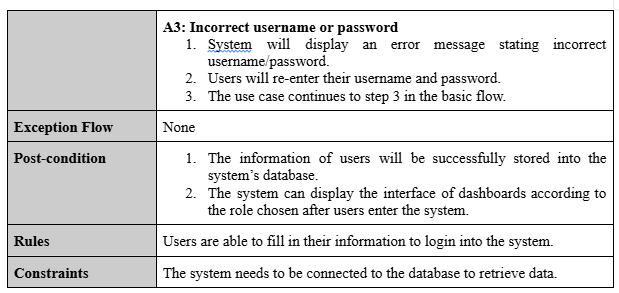 A3: Incorrect username or password
1. System will display an error message stating incorrect
username/password.
2. Users will re-enter their username and password.
3. The use case continues to step 3 in the basic flow.
Exception Flow
None
Post-condition
1. The information of users will be successfully stored into the
system's database.
2. The system can display the interface of dashboards according to
the role chosen after users enter the system.
Rules
Users are able to fill in their information to login into the system.
Constraints
The system needs to be connected to the database to retrieve data.